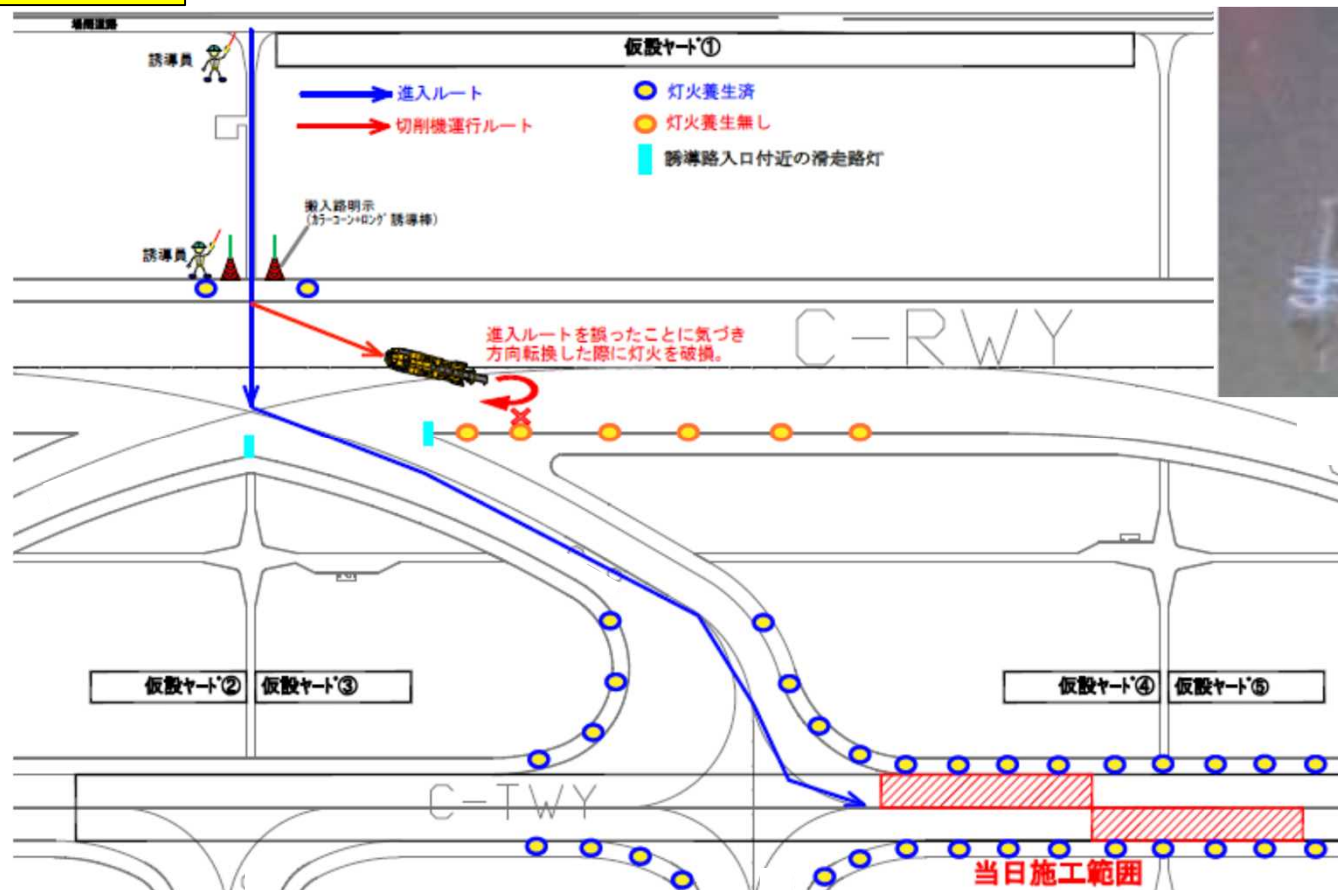 場周道路
誘導員
仮設ヤード①
進入ルート
灯火養生済
切削機運行ルート
灯火養生無し
誘導路入口付近の滑走路灯
搬入路明示
(カラーコーン+ロング誘導棒)
誘導員
進入ルートを誤ったことに気づき
方向転換した際に灯火を破損。
C-RWY
仮設ヤード②
仮設ヤード③
仮設ヤード④
仮設ヤード⑤
C-TWY
当日施工範囲